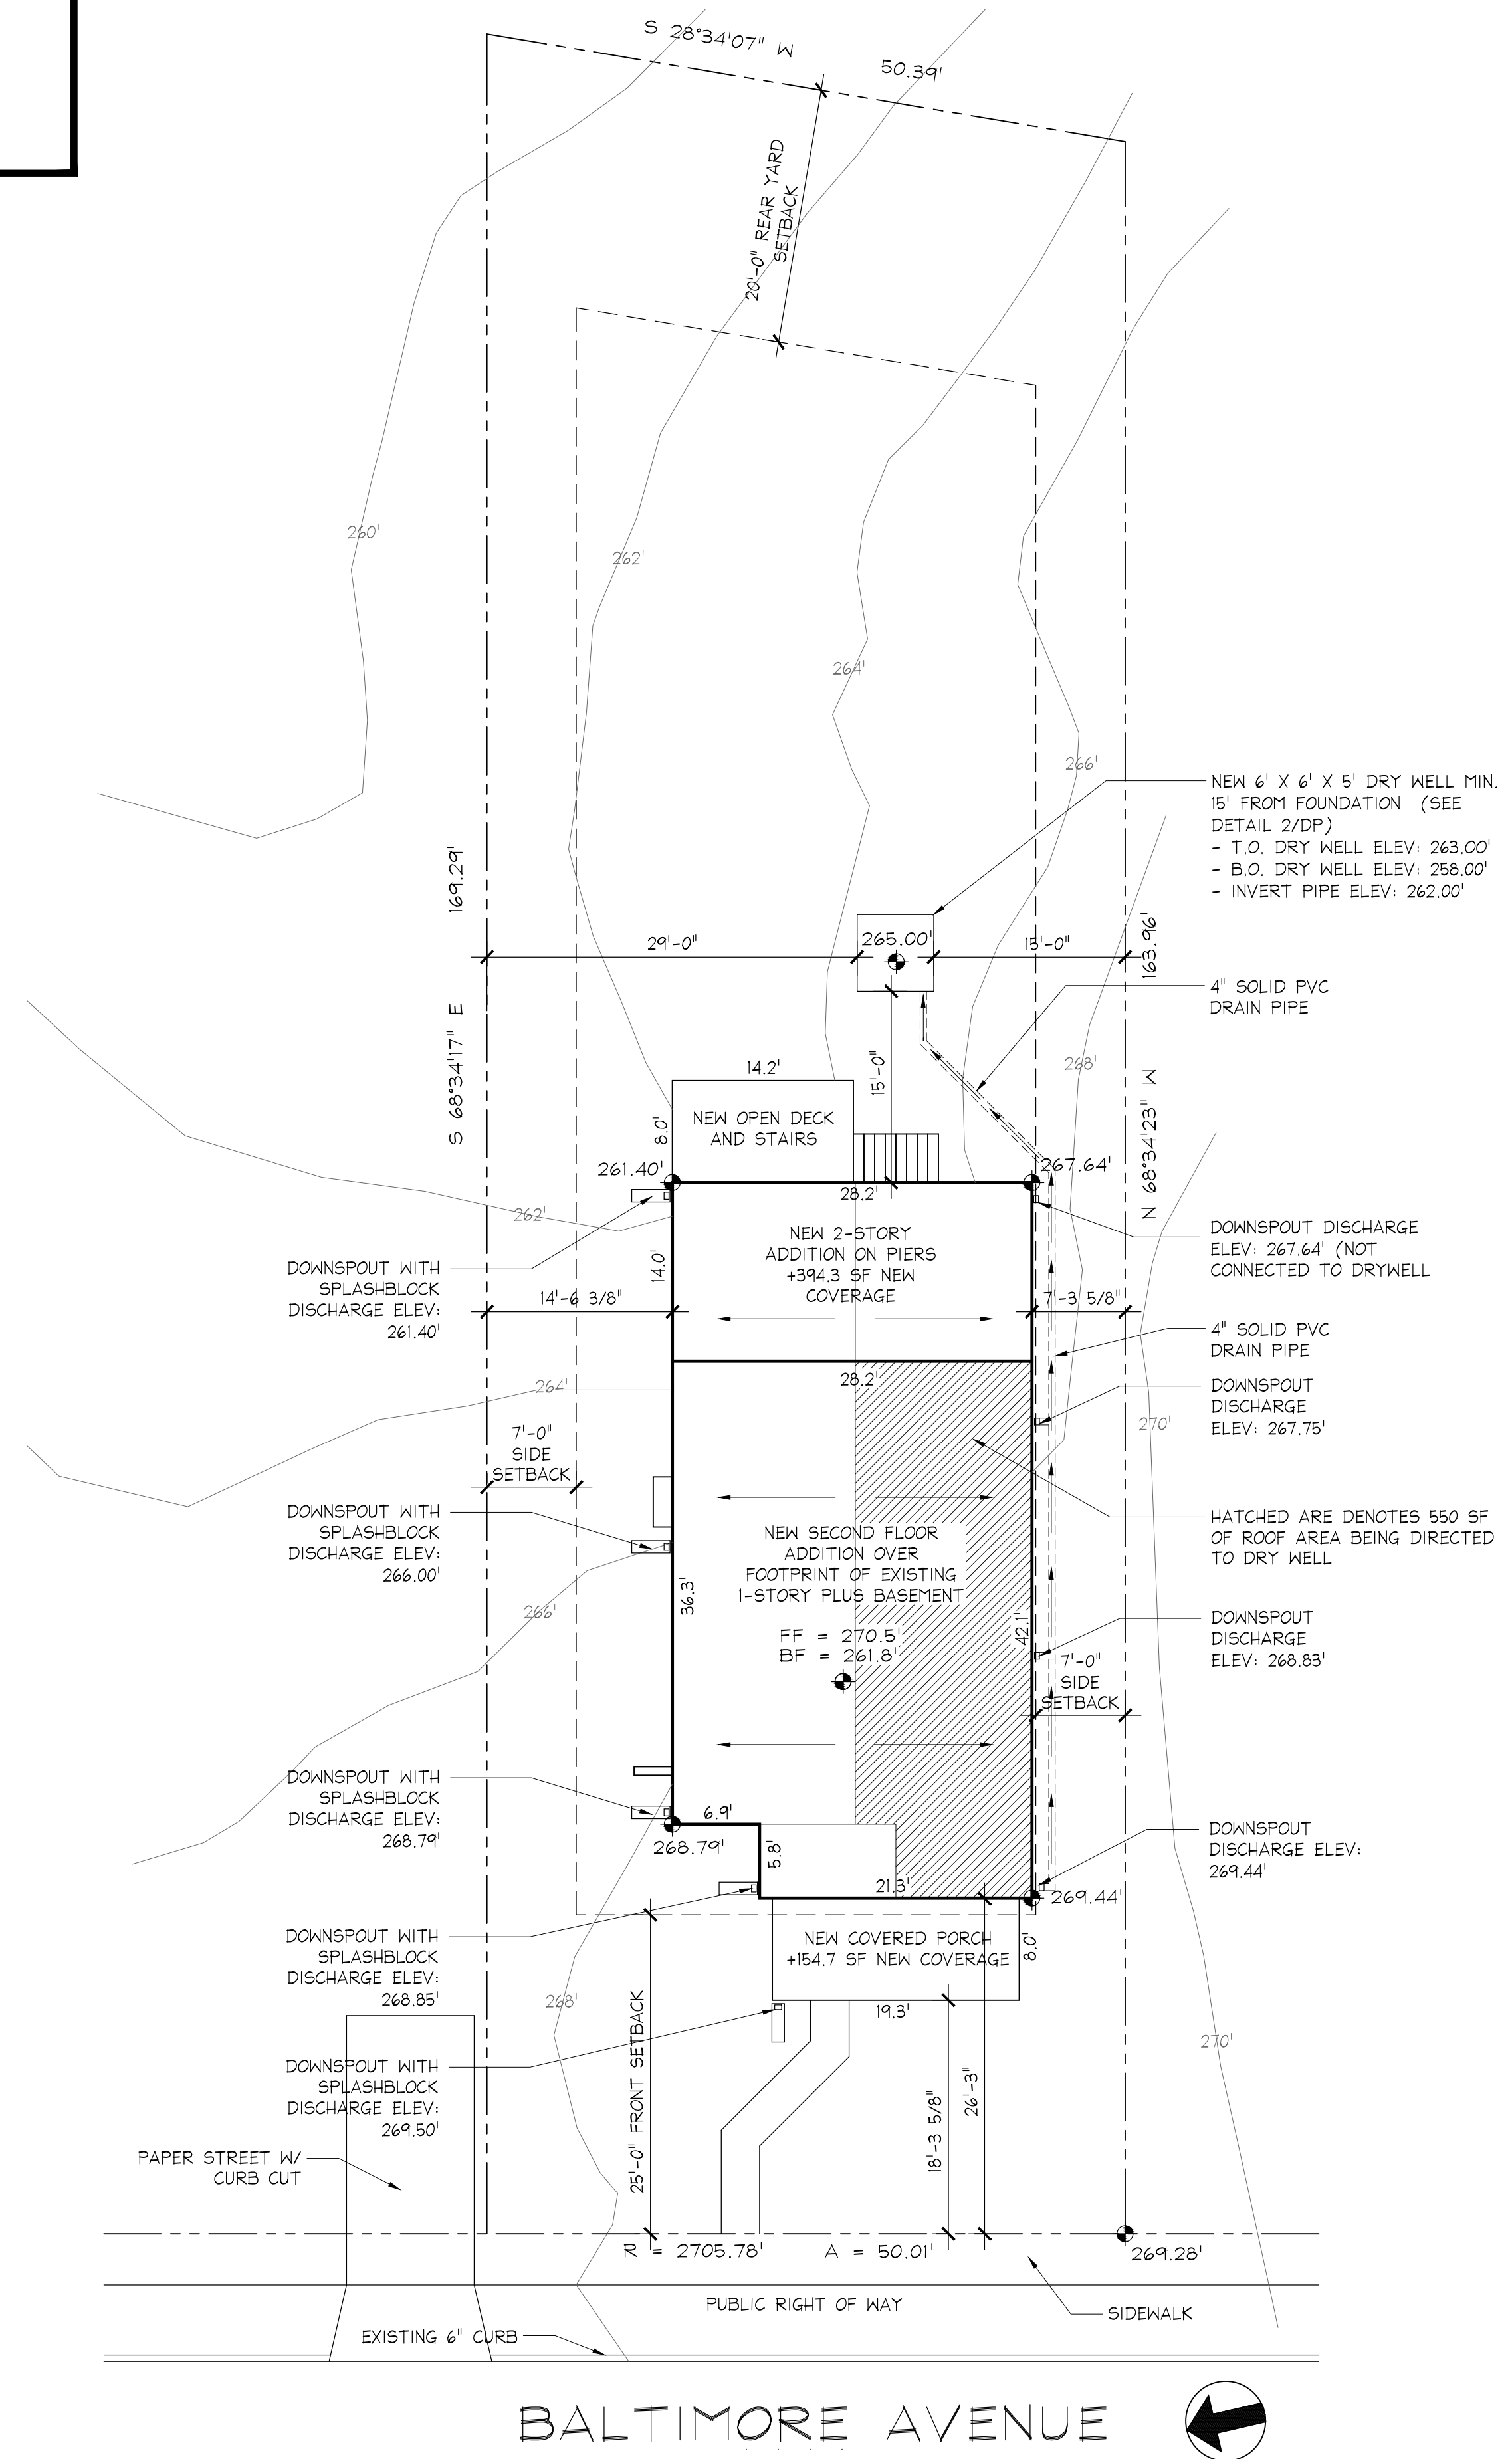 S 28°34'07" W
50.39'
20'-0" REAR YARD
SETBACK
260'
262'
264'
266'
NEW 6' X 6' X 5' DRY WELL MIN.
15' FROM FOUNDATION (SEE
DETAIL 2/DP)
- T.O. DRY WELL ELEV: 263.00'
- B.O. DRY WELL ELEV: 258.00'
- INVERT PIPE ELEV: 262.00'
169.29'
S 68°34'17" E
29'-0"
265.00'
15'-0"
163.96'
N 68°34'23" W
4" SOLID PVC
DRAIN PIPE
15'-0"
268'
14.2'
8.0'
NEW OPEN DECK
AND STAIRS
261.40'
267.64'
28.2'
262'
NEW 2-STORY
ADDITION ON PIERS
+394.3 SF NEW
COVERAGE
14.0'
DOWNSPOUT DISCHARGE
ELEV: 267.64' (NOT
CONNECTED TO DRYWELL
DOWNSPOUT WITH
SPLASHBLOCK
DISCHARGE ELEV:
261.40'
14'-6 3/8"
7'-3 5/8"
4" SOLID PVC
DRAIN PIPE
28.2'
264'
DOWNSPOUT
DISCHARGE
ELEV: 267.75'
270'
7'-0"
SIDE
SETBACK
DOWNSPOUT WITH
SPLASHBLOCK
DISCHARGE ELEV:
266.00'
HATCHED ARE DENOTES 550 SF
OF ROOF AREA BEING DIRECTED
TO DRY WELL
NEW SECOND FLOOR
ADDITION OVER
FOOTPRINT OF EXISTING
1-STORY PLUS BASEMENT
36.3'
42.1'
266'
FF = 270.5'
BF = 261.8'
DOWNSPOUT
DISCHARGE
ELEV: 268.83'
7'-0"
SIDE
SETBACK
DOWNSPOUT WITH
SPLASHBLOCK
DISCHARGE ELEV:
268.79'
6.9'
268.79'
5.8'
21.3'
269.44'
DOWNSPOUT
DISCHARGE ELEV:
269.44'
NEW COVERED PORCH
+154.7 SF NEW COVERAGE
8.0'
19.3'
DOWNSPOUT WITH
SPLASHBLOCK
DISCHARGE ELEV:
268.85'
268'
25'-0" FRONT SETBACK
18'-3 5/8"
26'-3"
270'
DOWNSPOUT WITH
SPLASHBLOCK
DISCHARGE ELEV:
269.50'
PAPER STREET W/
CURB CUT
R = 2705.78'
A = 50.01'
269.28'
PUBLIC RIGHT OF WAY
SIDEWALK
EXISTING 6" CURB
BALTIMORE AVENUE